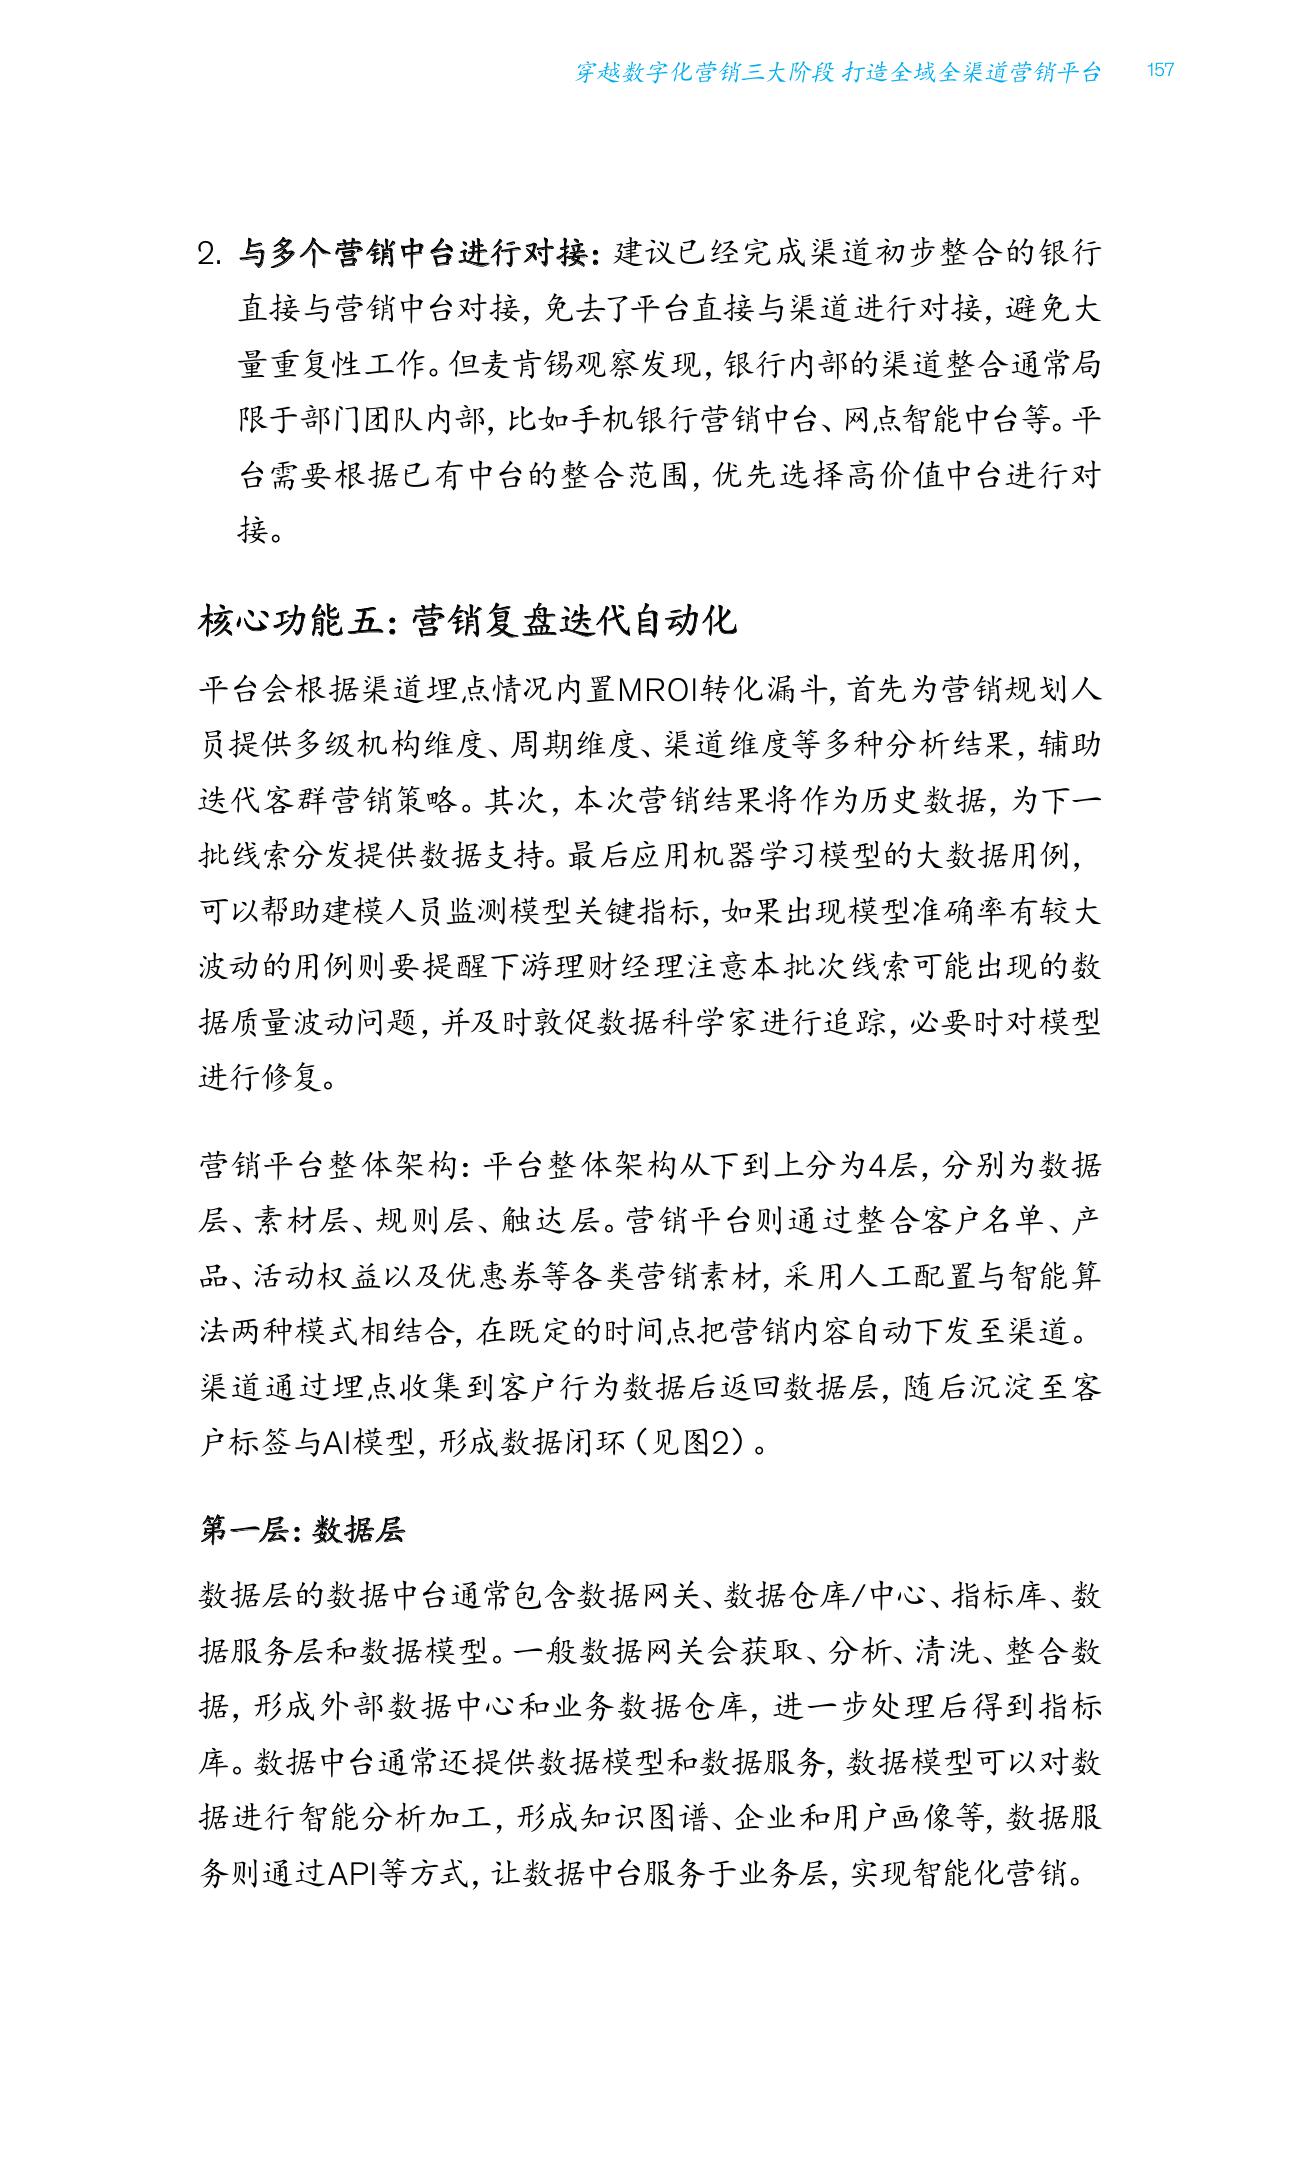 穿越数字化营销三大阶段 打造全域全渠道营销平台 157
2. 与多个营销中台进行对接：建议已经完成渠道初步整合的银行
直接与营销中台对接，免去了平台直接与渠道进行对接，避免大
量重复性工作。但麦肯锡观察发现，银行内部的渠道整合通常局
限于部门团队内部，比如手机银行营销中台、网点智能中台等。平
台需要根据已有中台的整合范围，优先选择高价值中台进行对
接。
核心功能五：营销复盘迭代自动化
平台会根据渠道埋点情况内置MROI转化漏斗，首先为营销规划人
员提供多级机构维度、周期维度、渠道维度等多种分析结果，辅助
迭代客群营销策略。其次，本次营销结果将作为历史数据，为下一
批线索分发提供数据支持。最后应用机器学习模型的大数据用例，
可以帮助建模人员监测模型关键指标，如果出现模型准确率有较大
波动的用例则要提醒下游理财经理注意本批次线索可能出现的数
据质量波动问题，并及时敦促数据科学家进行追踪，必要时对模型
进行修复。
营销平台整体架构：平台整体架构从下到上分为4层，分别为数据
层、素材层、规则层、触达层。营销平台则通过整合客户名单、产
品、活动权益以及优惠券等各类营销素材，采用人工配置与智能算
法两种模式相结合，在既定的时间点把营销内容自动下发至渠道。
渠道通过埋点收集到客户行为数据后返回数据层，随后沉淀至客
户标签与AI模型，形成数据闭环（见图2）。
第一层：数据层
数据层的数据中台通常包含数据网关、数据仓库/中心、指标库、数
据服务层和数据模型。一般数据网关会获取、分析、清洗、整合数
据，形成外部数据中心和业务数据仓库，进一步处理后得到指标
库。数据中台通常还提供数据模型和数据服务，数据模型可以对数
据进行智能分析加工，形成知识图谱、企业和用户画像等，数据服
务则通过API等方式，让数据中台服务于业务层，实现智能化营销。